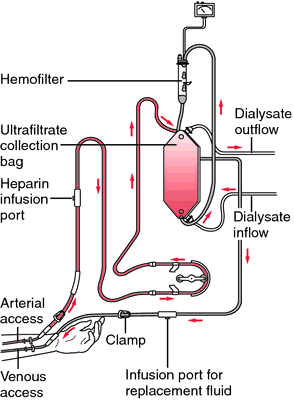 Hemofilter
Ultrafiltrate
collection
bag
Heparin
infusion
port
Arterial
access
Venous
access
Clamp
Infusion port for
replacement fluid
Dialysate
outflow
Dialysate
inflow